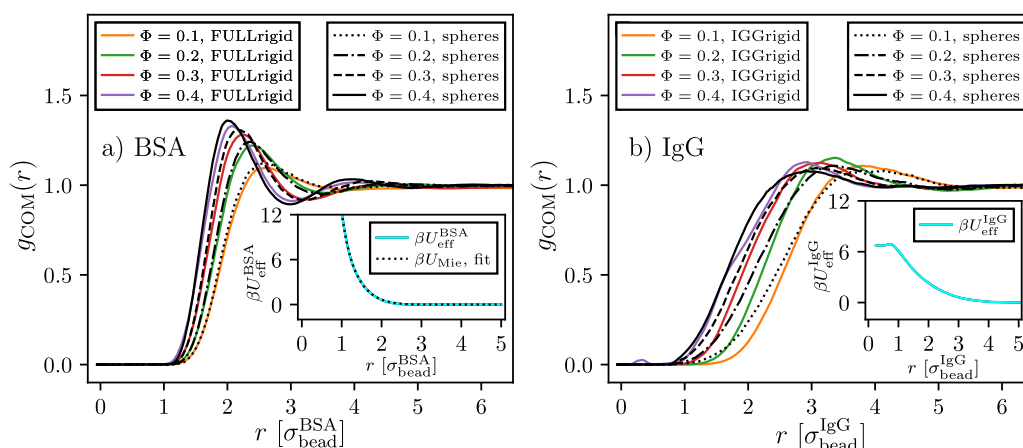 Φ = 0.1, FULLrigid
Φ = 0.2, FULLrigid
Φ = 0.3, FULLrigid
Φ = 0.4, FULLrigid
Φ = 0.1, spheres
Φ = 0.2, spheres
Φ = 0.3, spheres
Φ = 0.4, spheres
a) BSA
g_COM(r)
1.5
1.0
0.5
0.0
0 1 2 3 4 5 6
r [σ_bead^BSA]
βU_eff^BSA
βU_Mie, fit
12
6
0
βU_eff^BSA
0 1 2 3 4 5
r [σ_bead^BSA]
Φ = 0.1, IGGrigid
Φ = 0.2, IGGrigid
Φ = 0.3, IGGrigid
Φ = 0.4, IGGrigid
Φ = 0.1, spheres
Φ = 0.2, spheres
Φ = 0.3, spheres
Φ = 0.4, spheres
b) IgG
g_COM(r)
1.5
1.0
0.5
0.0
0 1 2 3 4 5 6
r [σ_bead^IgG]
βU_eff^IgG
12
6
0
βU_eff^IgG
0 1 2 3 4 5
r [σ_bead^IgG]